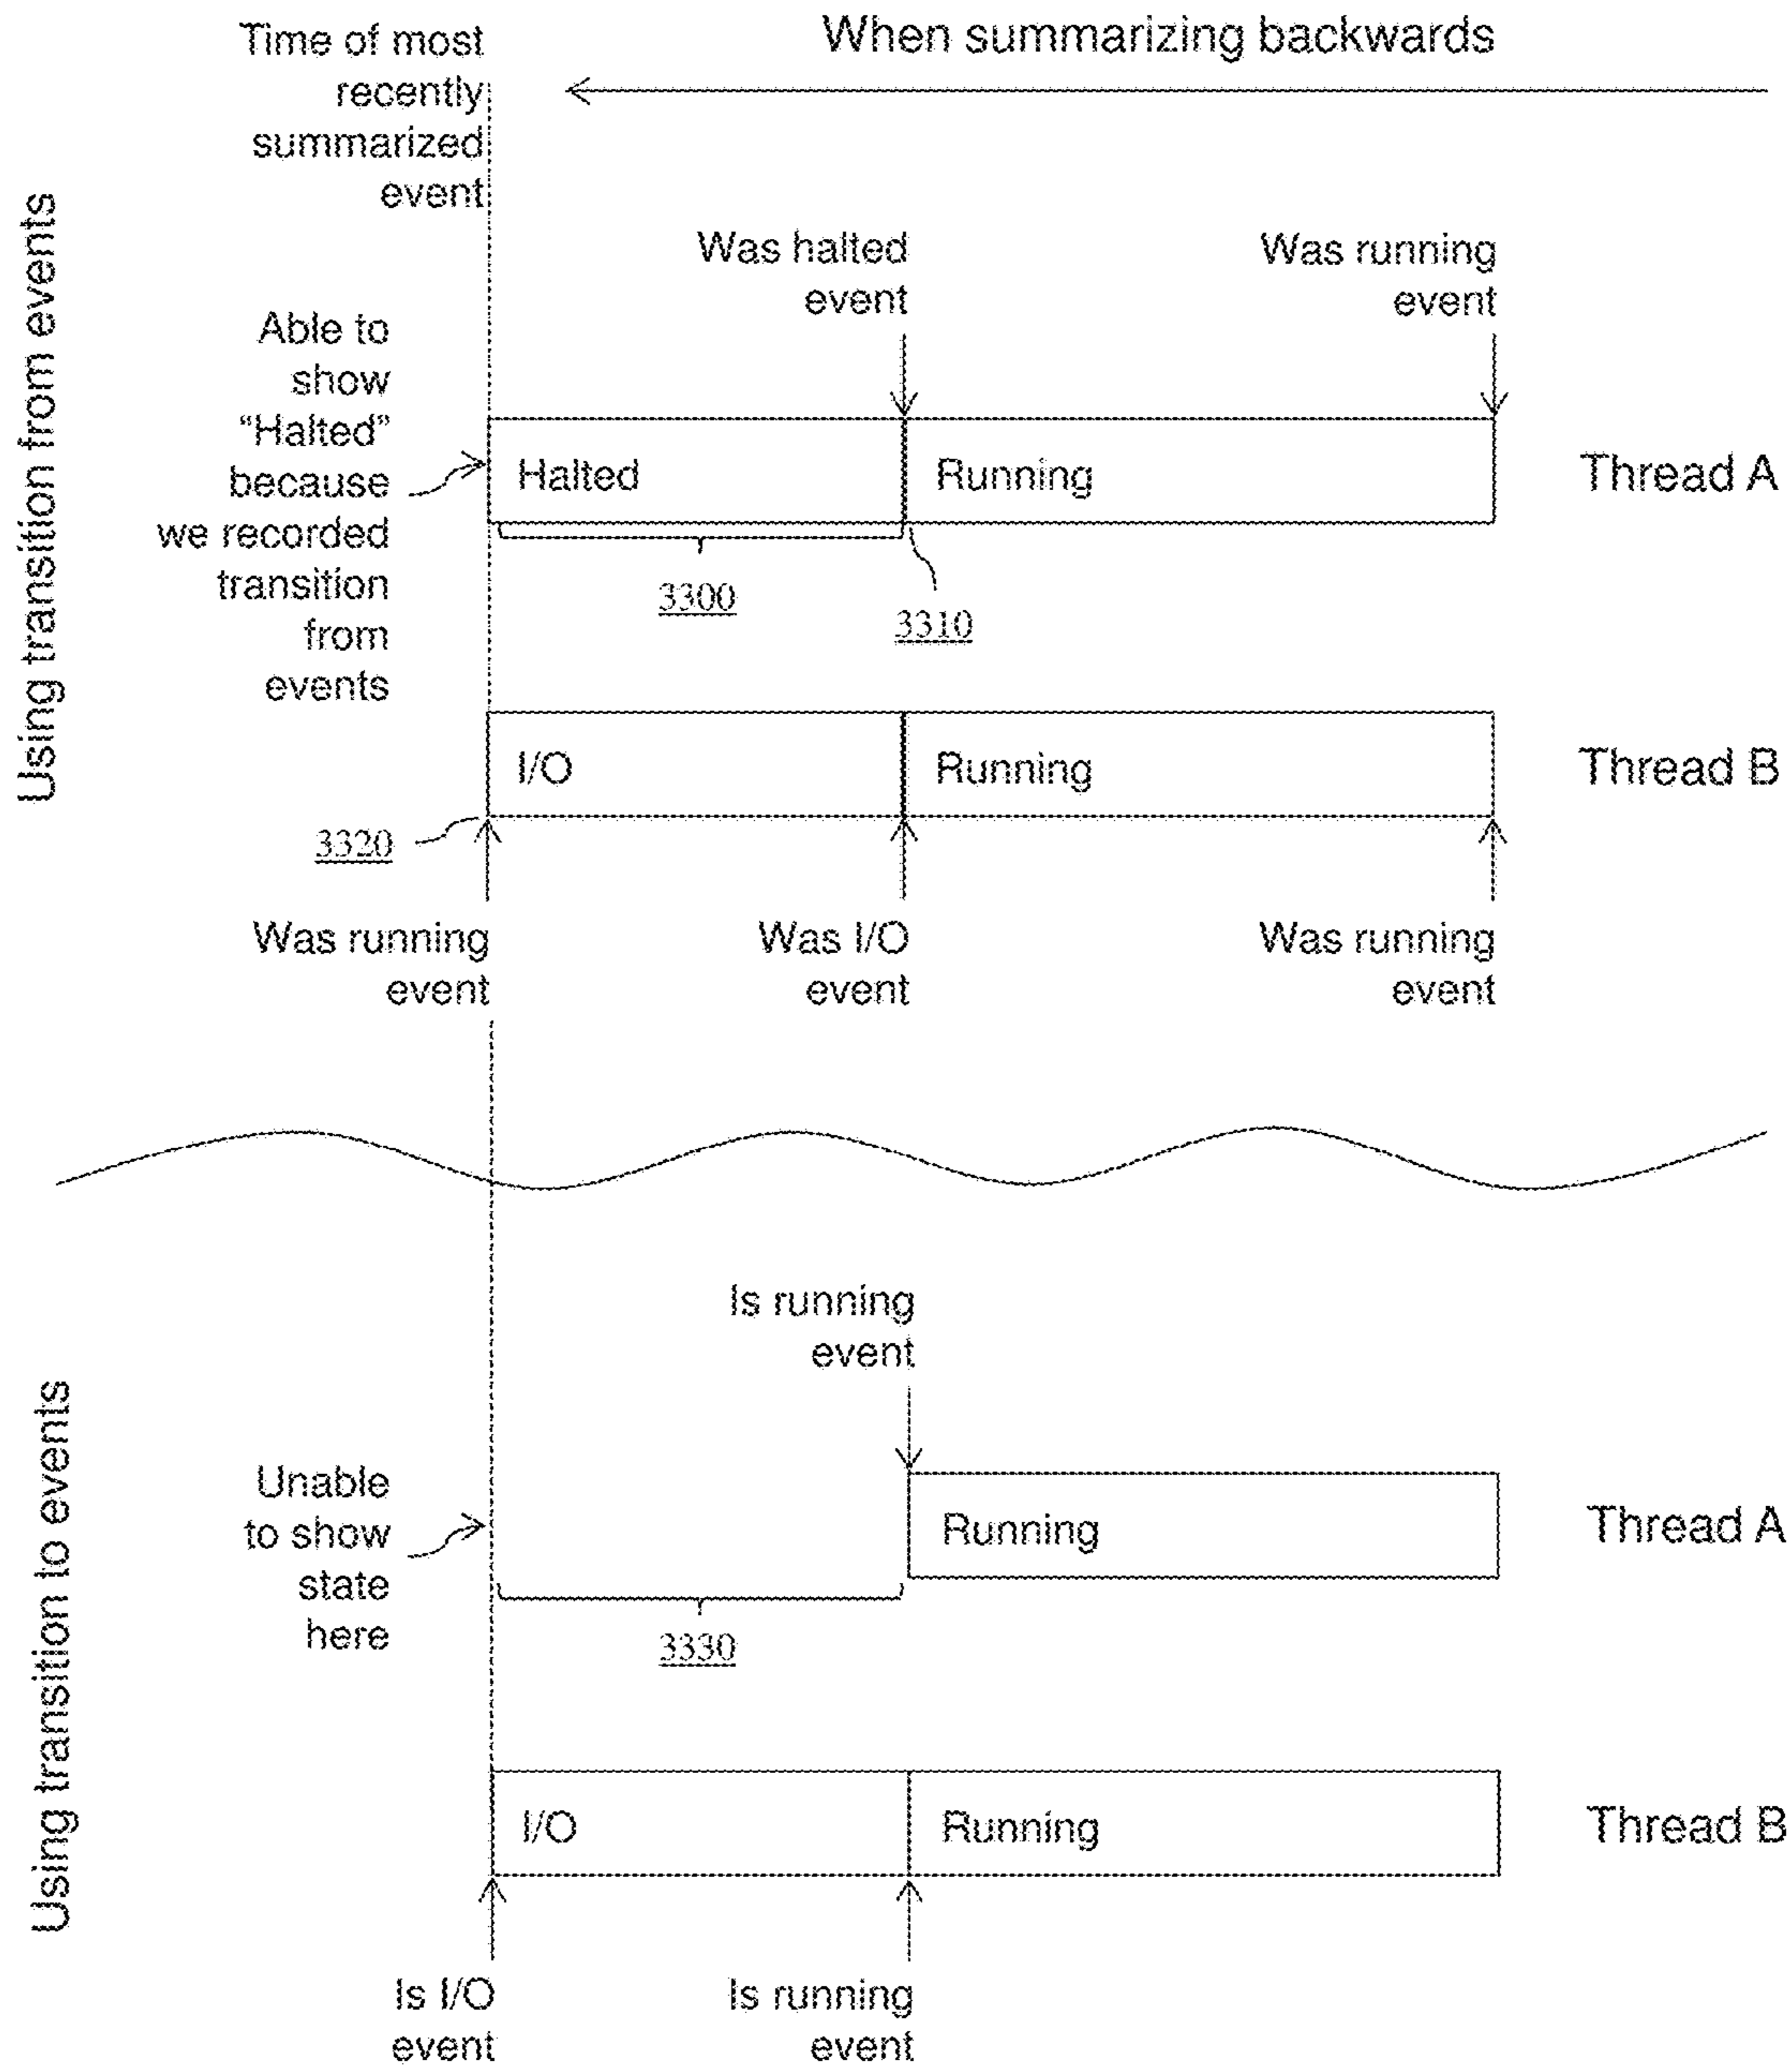 When summarizing backwards
Time of most
recently
summarized
event
Using transition from events
Was halted
event
Was running
event
Able to
show
“Halted”
because
we recorded
transition
from
events
Halted
Running
Thread A
3300
3310
I/O
Running
Thread B
3320
Was running
event
Was I/O
event
Was running
event
Using transition to events
Is running
event
Unable
to show
state
here
Running
Thread A
3330
I/O
Running
Thread B
Is I/O
event
Is running
event